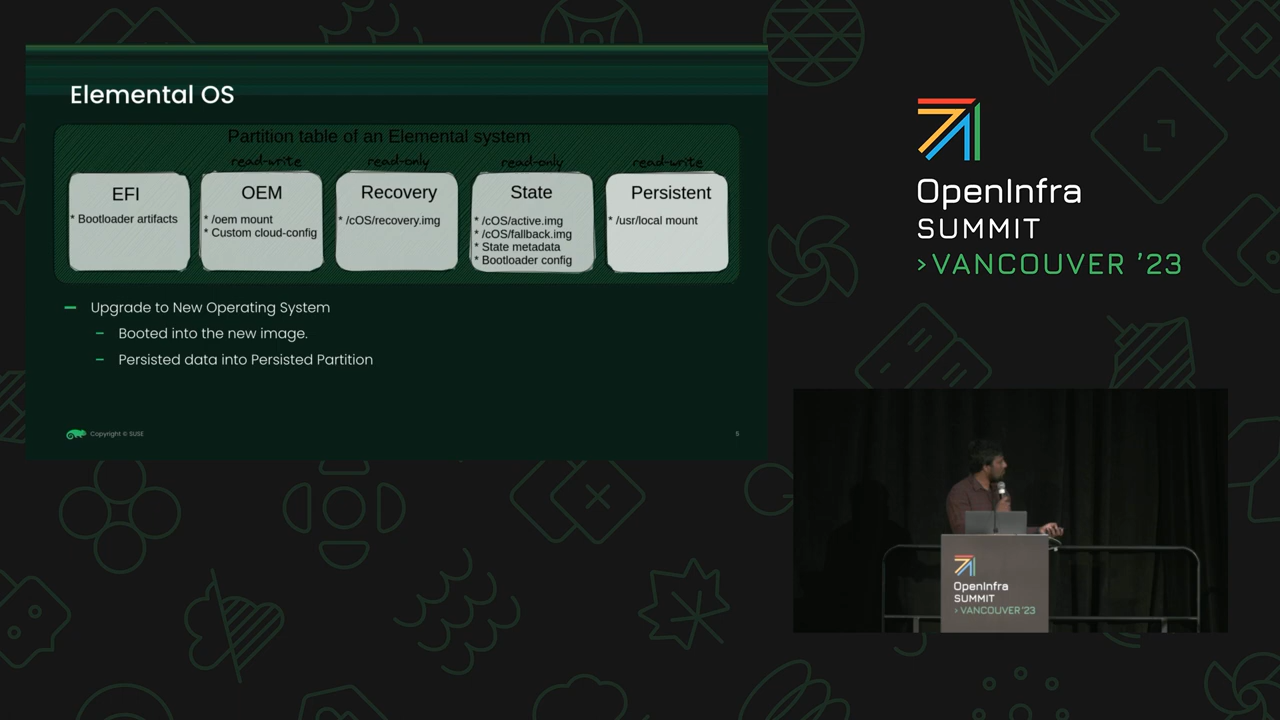 Elemental OS
Partition table of an Elemental system
read-write
read-only
read-only
read-write
EFI
* Bootloader artifacts
OEM
* /oem mount
* Custom cloud-config
Recovery
* /cOS/recovery.img
State
* /cOS/active.img
* /cOS/fallback.img
* State metadata
* Bootloader config
Persistent
* /usr/local mount
– Upgrade to New Operating System
– Booted into the new image.
– Persisted data into Persisted Partition
Copyright © SUSE
5
OpenInfra
SUMMIT
>VANCOUVER ’23
OpenInfra
SUMMIT
> VANCOUVER ’23